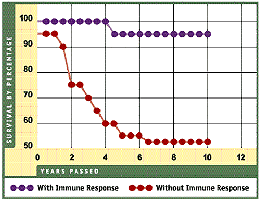 SURVIVAL BY PERCENTAGE
100
90
80
70
60
50
0 2 4 6 8 10 12
YEARS PASSED
With Immune Response Without Immune Response